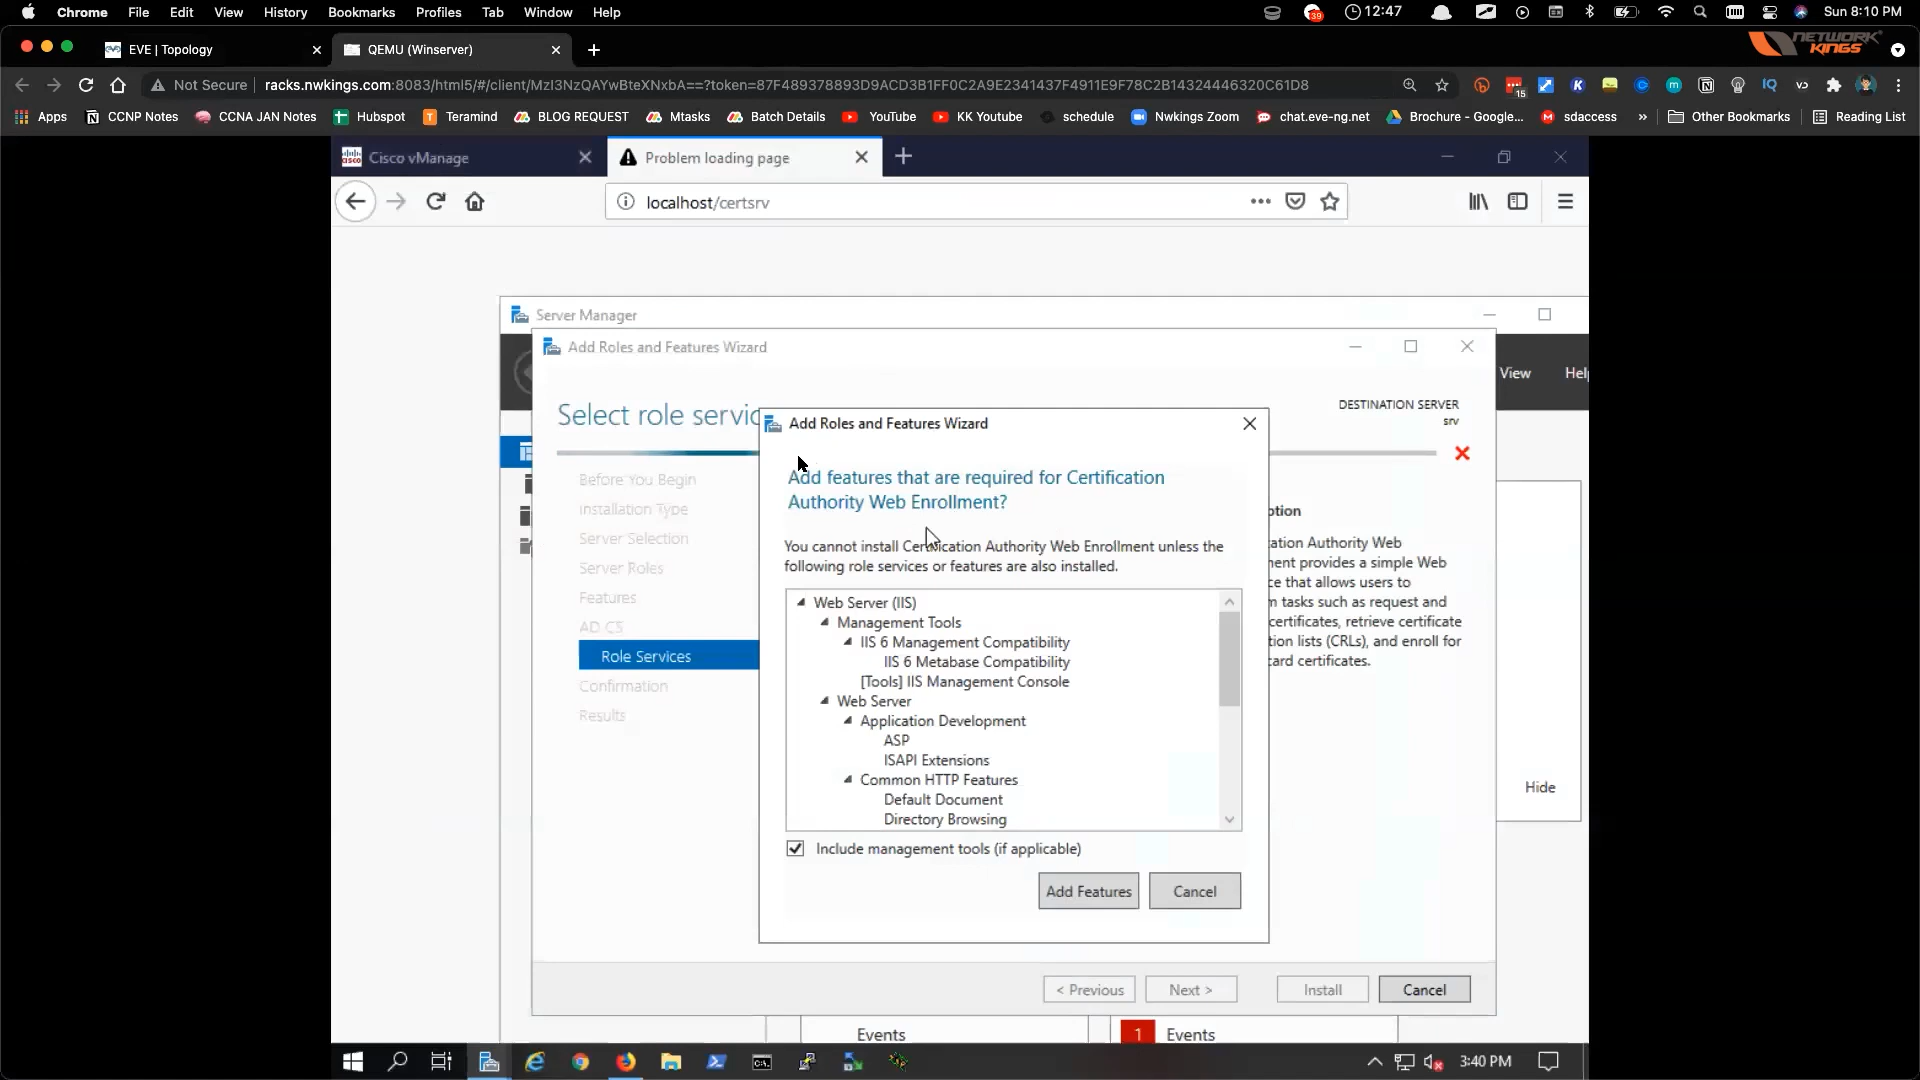 Chrome File Edit View History Bookmarks Profiles Tab Window Help
39 12:47 Sun 8:10 PM
EVE | Topology
QEMU (Winserver)
NETWORK KINGS
Not Secure racks.nwkings.com:8083/html5/#/client/MzI3NzQAYwBteXNxbA==?token=87F489378893D9ACD3B1FF0C2A9E2341437F4911E9F78C2B14324446320C61D8
15
Apps CCNP Notes CCNA JAN Notes Hubspot Teramind BLOG REQUEST Mtasks Batch Details YouTube KK Youtube schedule Nwkings Zoom chat.eve-ng.net Brochure - Google... sdaccess » Other Bookmarks Reading List
Cisco vManage
Problem loading page
localhost/certsrv
Server Manager
Add Roles and Features Wizard
View Hel
Select role servic
DESTINATION SERVER
srv
Add Roles and Features Wizard
Add features that are required for Certification
Authority Web Enrollment?
You cannot install Certification Authority Web Enrollment unless the
following role services or features are also installed.
Before You Begin
Installation Type
Server Selection
Server Roles
Features
AD CS
Role Services
Confirmation
Results
Web Server (IIS)
Management Tools
IIS 6 Management Compatibility
IIS 6 Metabase Compatibility
[Tools] IIS Management Console
Web Server
Application Development
ASP
ISAPI Extensions
Common HTTP Features
Default Document
Directory Browsing
Include management tools (if applicable)
Add Features Cancel
ption
cation Authority Web
ent provides a simple Web
ce that allows users to
m tasks such as request and
certificates, retrieve certificate
tion lists (CRLs), and enroll for
card certificates.
Hide
< Previous Next > Install Cancel
Events
1 Events
3:40 PM